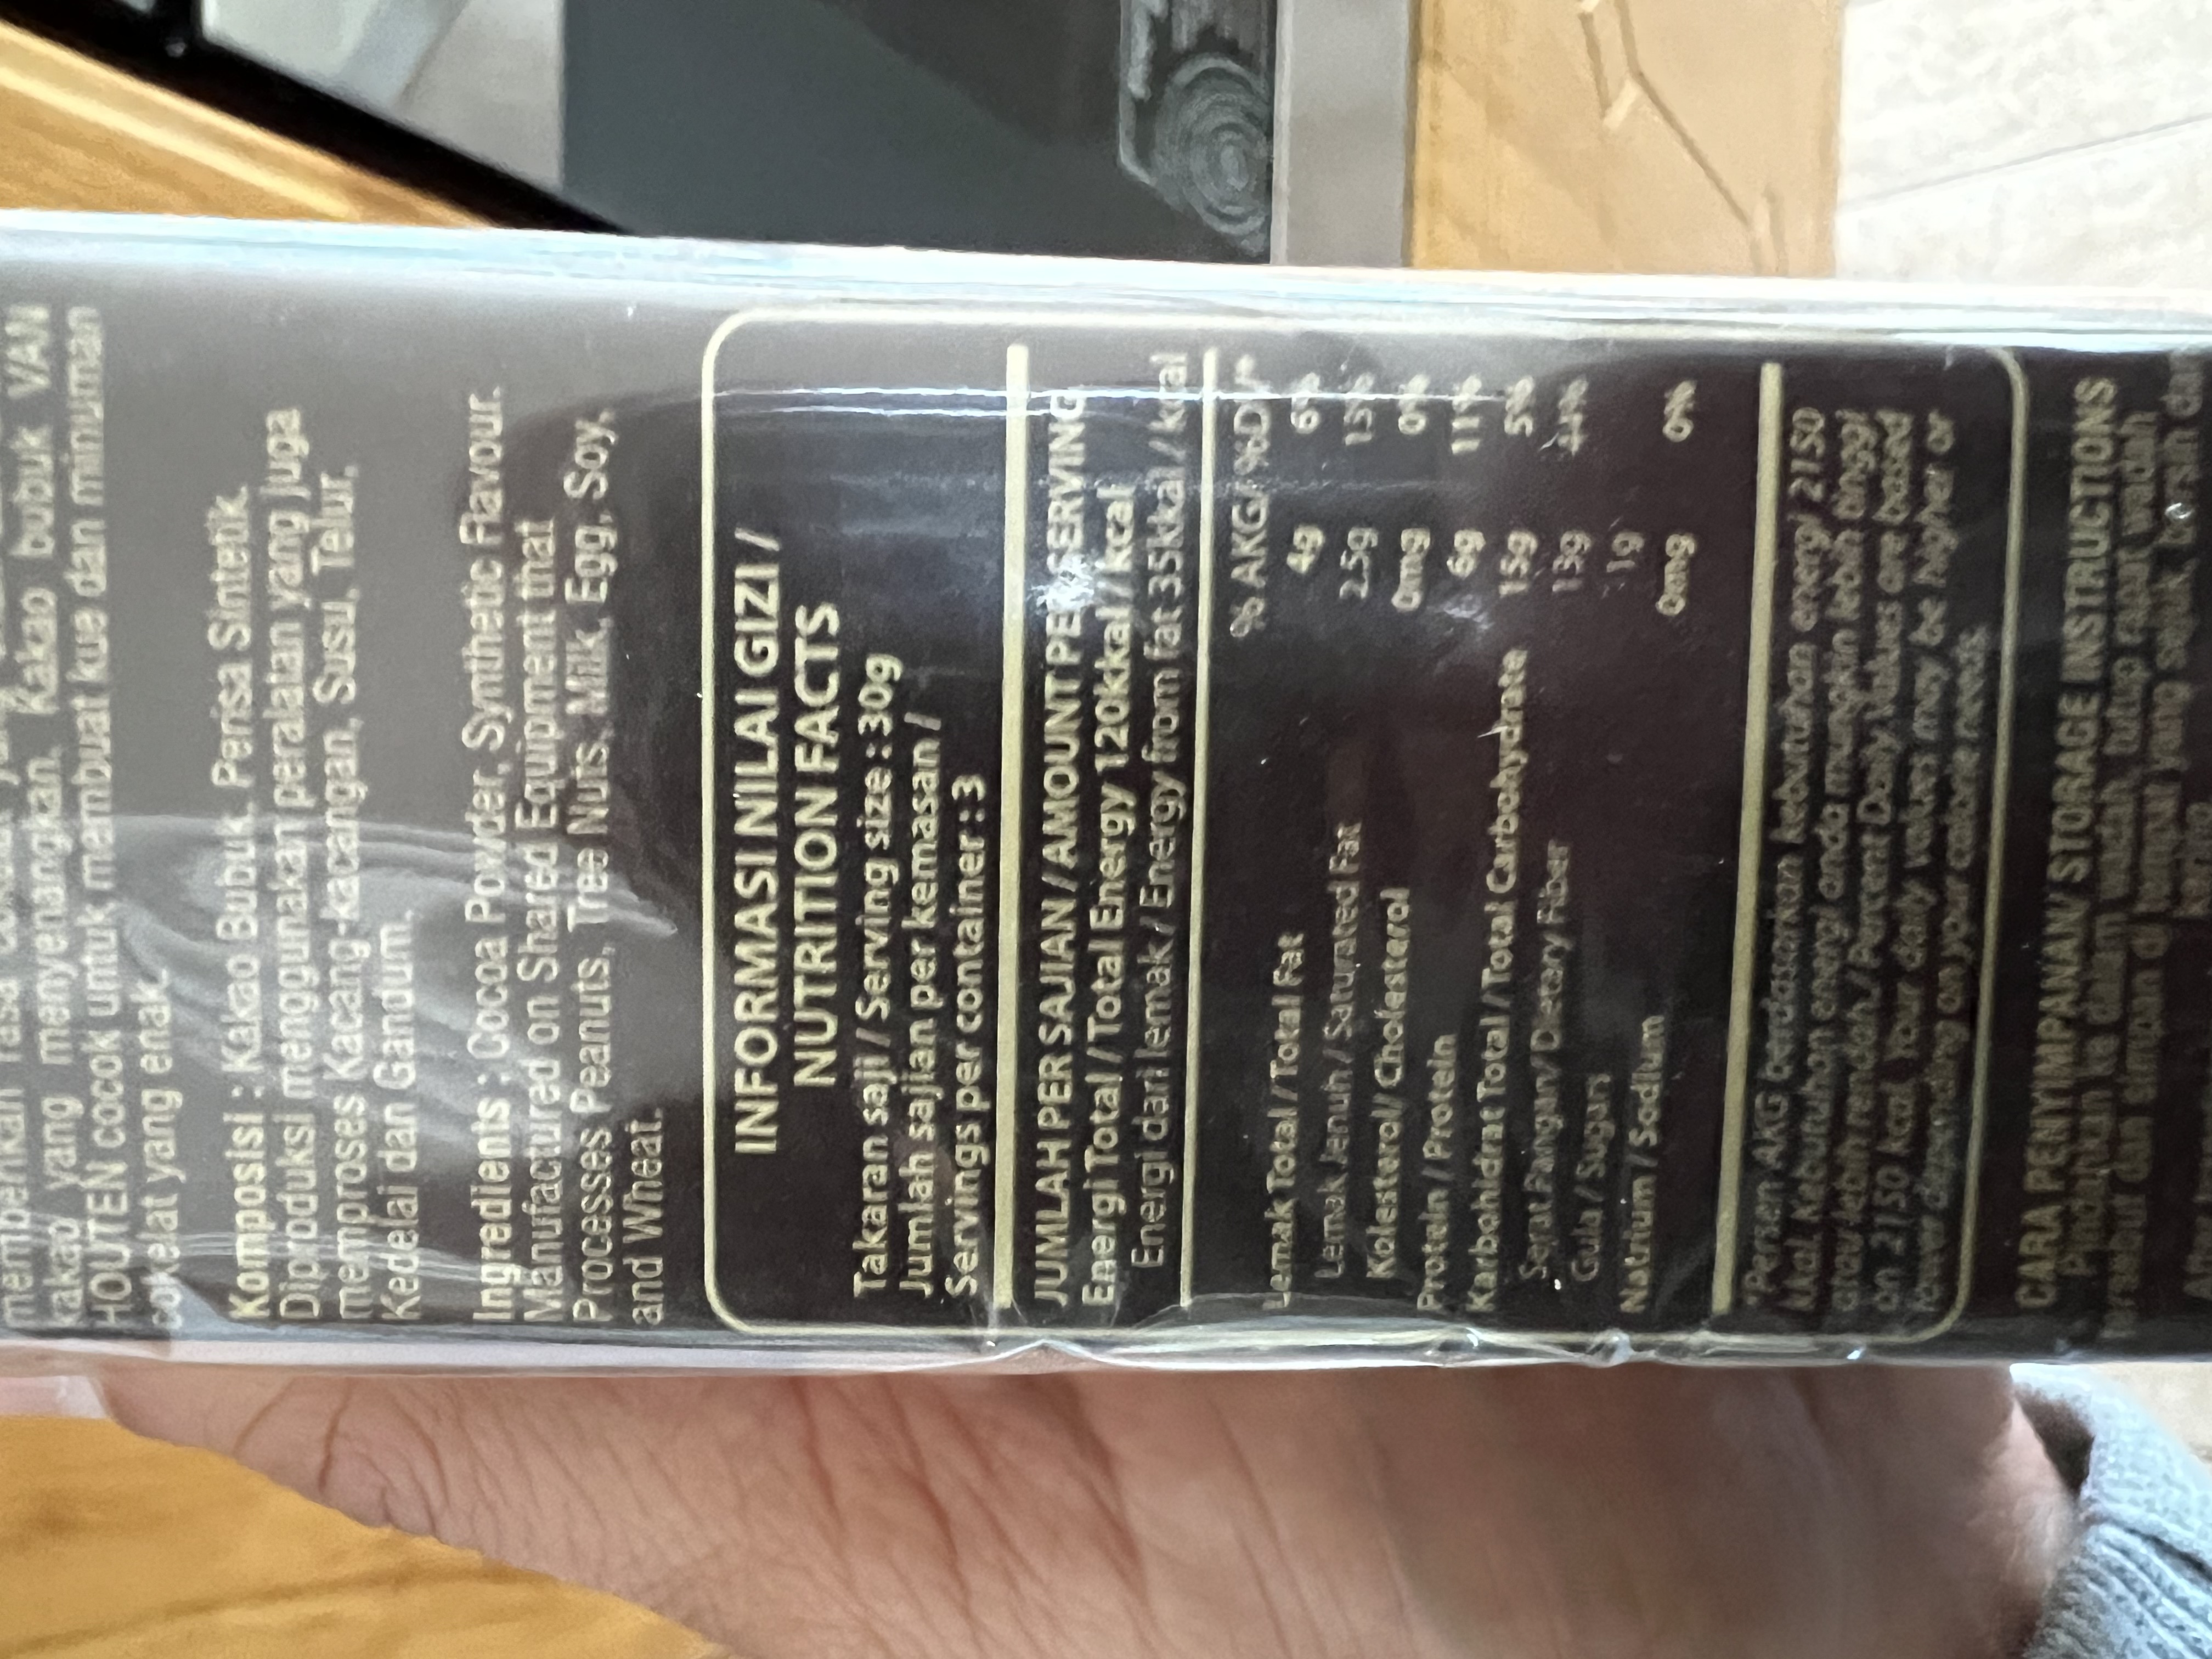 memberikan rasa cokelat yang
kakao yang menyenangkan. Kakao bubuk VAN
HOUTEN cocok untuk membuat kue dan minuman
cokelat yang enak.
Komposisi : Kakao Bubuk. Perisa Sintetik.
Diproduksi menggunakan peralatan yang juga
memproses Kacang-kacangan, Susu, Telur,
Kedelai dan Gandum.
Ingredients : Cocoa Powder, Synthetic Flavour.
Manufactured on Shared Equipment that
Processes Peanuts, Tree Nuts, Milk, Egg, Soy,
and Wheat.
INFORMASI NILAI GIZI /
NUTRITION FACTS
Takaran saji / Serving size : 30g
Jumlah sajian per kemasan /
Servings per container : 3
JUMLAH PER SAJIAN / AMOUNT PER SERVING
Energi Total / Total Energy 120kkal / kcal
Energi dari lemak / Energy from fat 35kkal / kcal
% AKG/ %DV*
Lemak Total / Total Fat 4g 6%
Lemak Jenuh / Saturated Fat 2.5g 13%
Kolesterol/ Cholesterol 0mg 0%
Protein / Protein 6g 11%
Karbohidrat Total / Total Carbohydrate 15g 5%
Serat Pangan/ Dietary Fiber 13g 44%
Gula / Sugars 1g
Natrium / Sodium 0mg 0%
*Persen AKG berdasarkan kebutuhan energi 2150
kkal. Kebutuhan energi anda mungkin lebih tinggi
atau lebih rendah. / Percent Daily Values are based
on 2150 kcal. Your daily values may be higher or
lower depending on your calorie needs.
CARA PENYIMPANAN/ STORAGE INSTRUCTIONS
Pindahkan ke dalam wadah, tutup rapat wadah
tersebut dan simpan di tempat yang sejuk, bersih dan
kering.
After